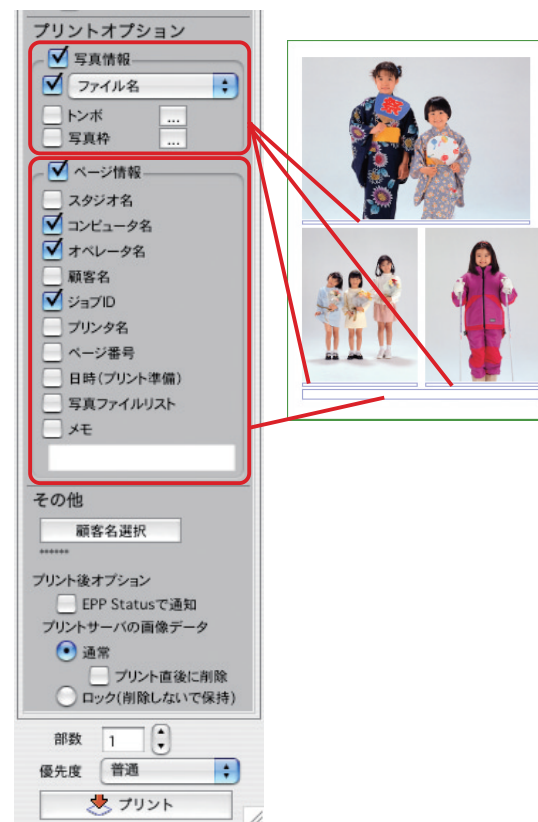 プリントオプション
写真情報
ファイル名
トンボ ...
写真枠 ...
ページ情報
スタジオ名
コンピュータ名
オペレータ名
顧客名
ジョブID
プリンタ名
ページ番号
日時(プリント準備)
写真ファイルリスト
メモ
その他
顧客名選択
******
プリント後オプション
EPP Statusで通知
プリントサーバの画像データ
通常
プリント直後に削除
ロック(削除しないで保持)
部数 1
優先度 普通
プリント
祭